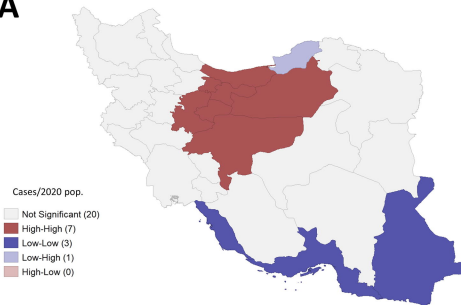 A
Cases/2020 pop.
Not Significant (20)
High-High (7)
Low-Low (3)
Low-High (1)
High-Low (0)